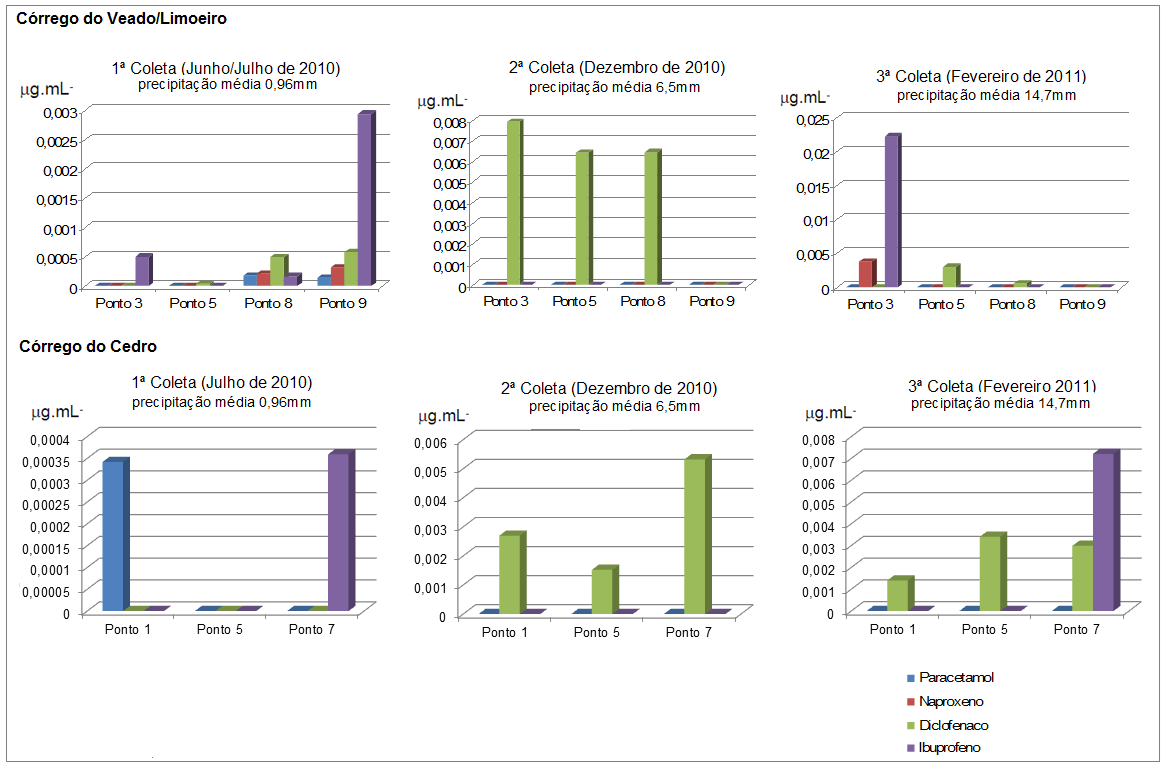 Córrego do Veado/Limoeiro
1ª Coleta (Junho/Julho de 2010)
precipitação média 0,96mm
µg.mL-
0,003
0,0025
0,002
0,0015
0,001
0,0005
0
Ponto 3 Ponto 5 Ponto 8 Ponto 9
2ª Coleta (Dezembro de 2010)
precipitação média 6,5mm
µg.mL-
0,008
0,007
0,006
0,005
0,004
0,003
0,002
0,001
0
Ponto 3 Ponto 5 Ponto 8 Ponto 9
3ª Coleta (Fevereiro de 2011)
precipitação média 14,7mm
µg.mL-
0,025
0,02
0,015
0,01
0,005
0
Ponto 3 Ponto 5 Ponto 8 Ponto 9
Córrego do Cedro
1ª Coleta (Julho de 2010)
precipitação média 0,96mm
µg.mL-
0,0004
0,00035
0,0003
0,00025
0,0002
0,00015
0,0001
0,00005
0
Ponto 1 Ponto 5 Ponto 7
2ª Coleta (Dezembro de 2010)
precipitação média 6,5mm
µg.mL-
0,006
0,005
0,004
0,003
0,002
0,001
0
Ponto 1 Ponto 5 Ponto 7
3ª Coleta (Fevereiro 2011)
precipitação média 14,7mm
µg.mL-
0,008
0,007
0,006
0,005
0,004
0,003
0,002
0,001
0
Ponto 1 Ponto 5 Ponto 7
Paracetamol
Naproxeno
Diclofenaco
Ibuprofeno